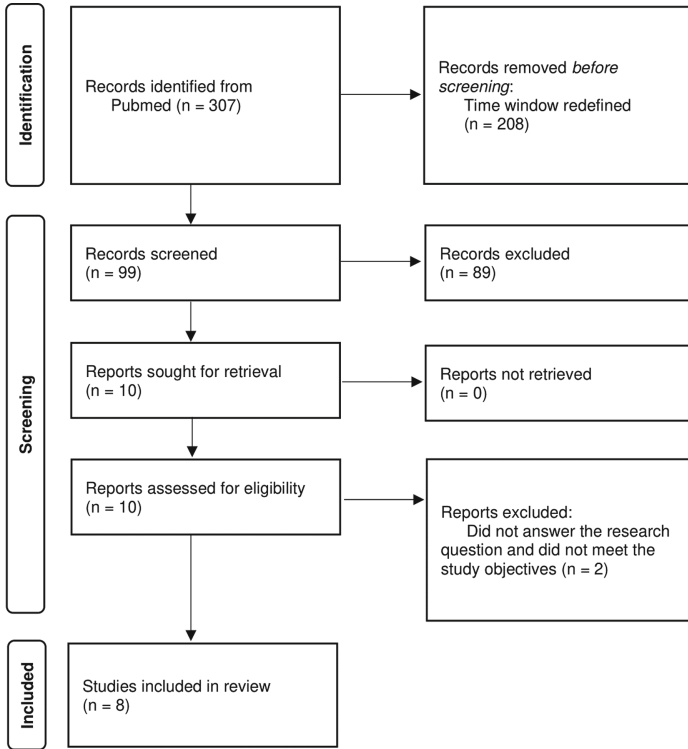 Identification
Records identified from
Pubmed (n = 307)
Records removed before
screening:
Time window redefined
(n = 208)
Screening
Records screened
(n = 99)
Records excluded
(n = 89)
Reports sought for retrieval
(n = 10)
Reports not retrieved
(n = 0)
Reports assessed for eligibility
(n = 10)
Reports excluded:
Did not answer the research
question and did not meet the
study objectives (n = 2)
Included
Studies included in review
(n = 8)